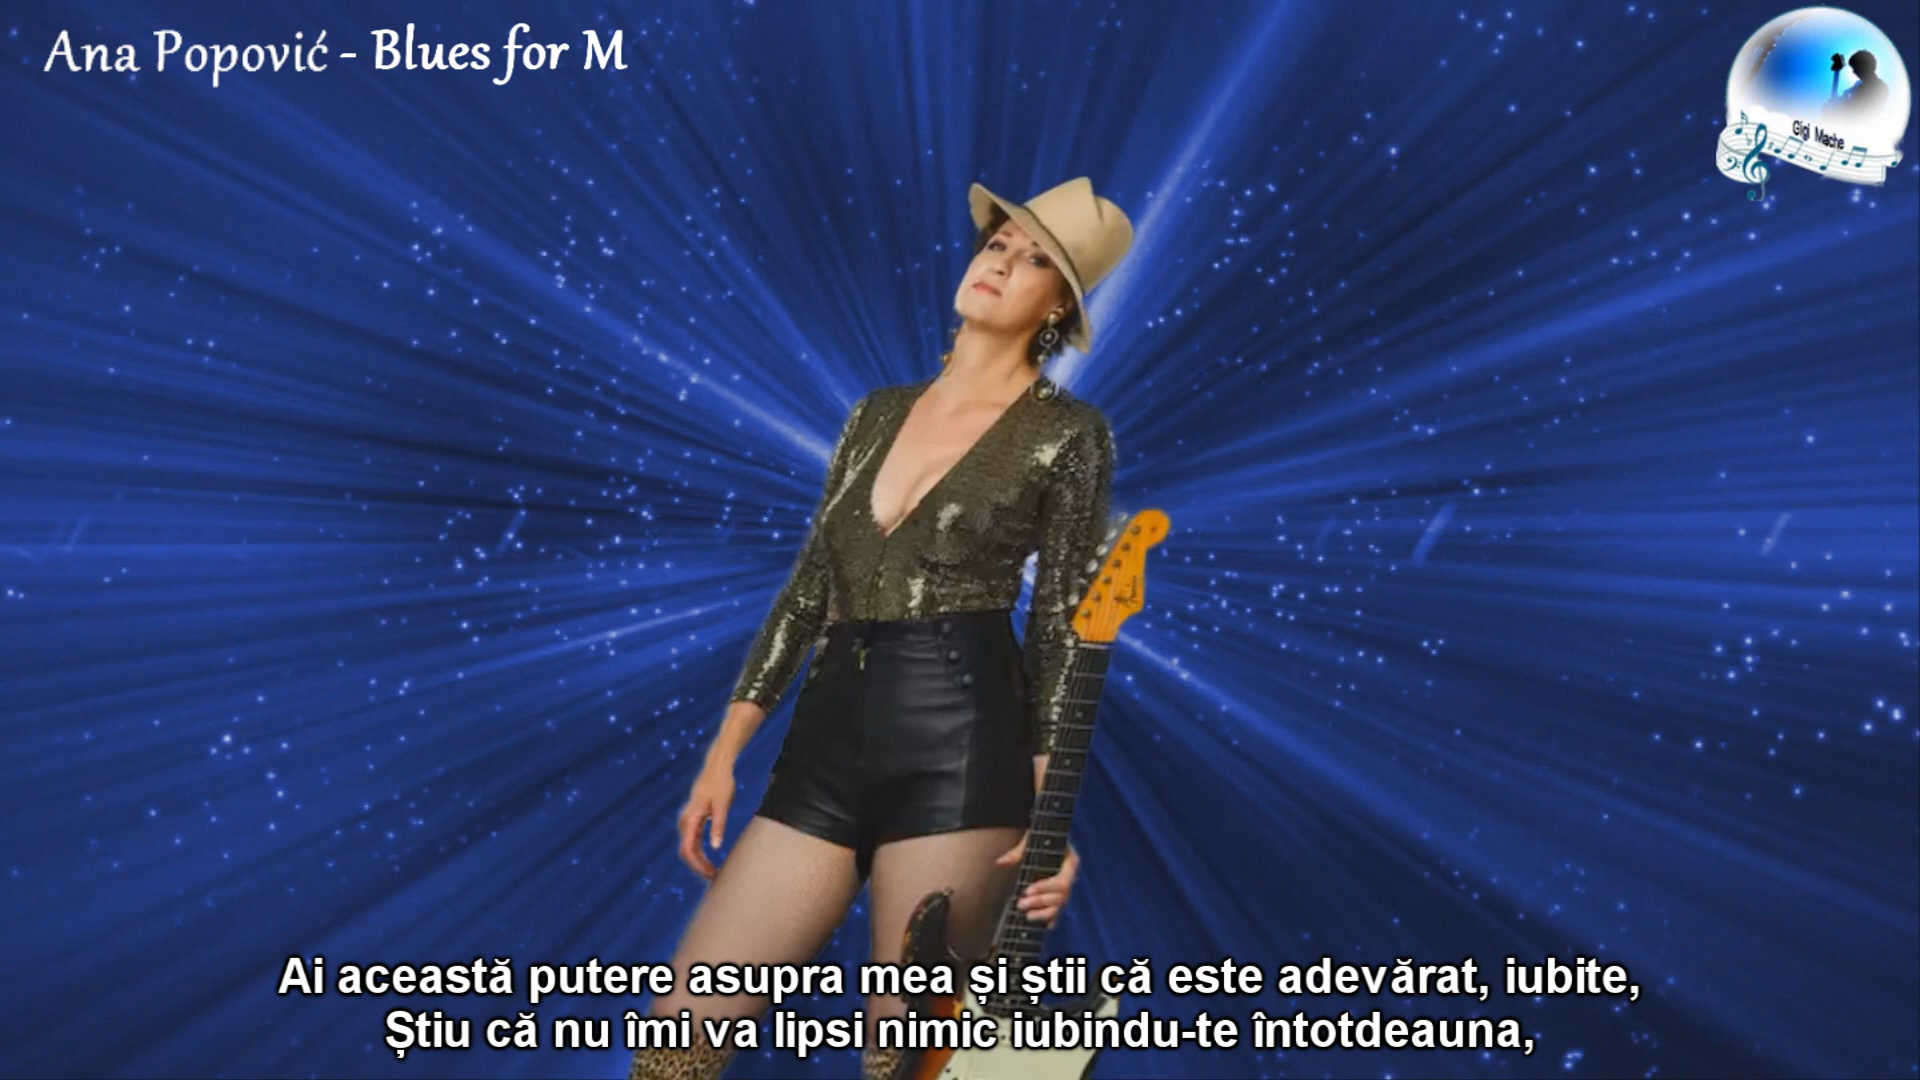 Ana Popović - Blues for M
Gigi Mache
Fender
Ai această putere asupra mea și știi că este adevărat, iubite,
Știu că nu îmi va lipsi nimic iubindu-te întotdeauna,